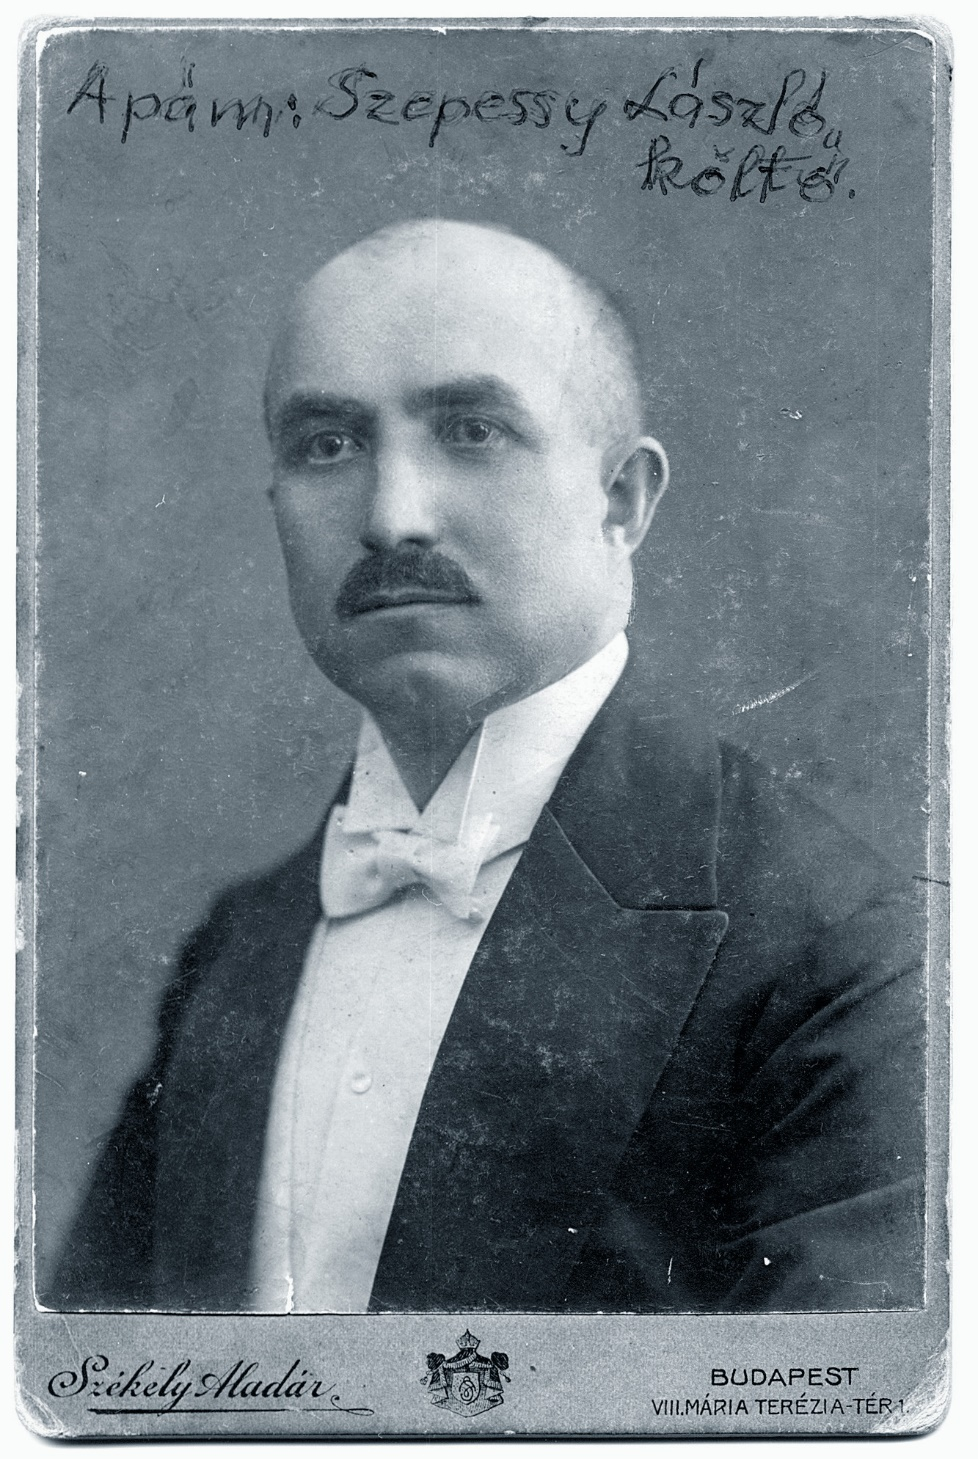 Apám: Szepessy László,
költő.
Székely Aladár
BUDAPEST
VIII. MÁRIA TERÉZIA-TÉR 1.